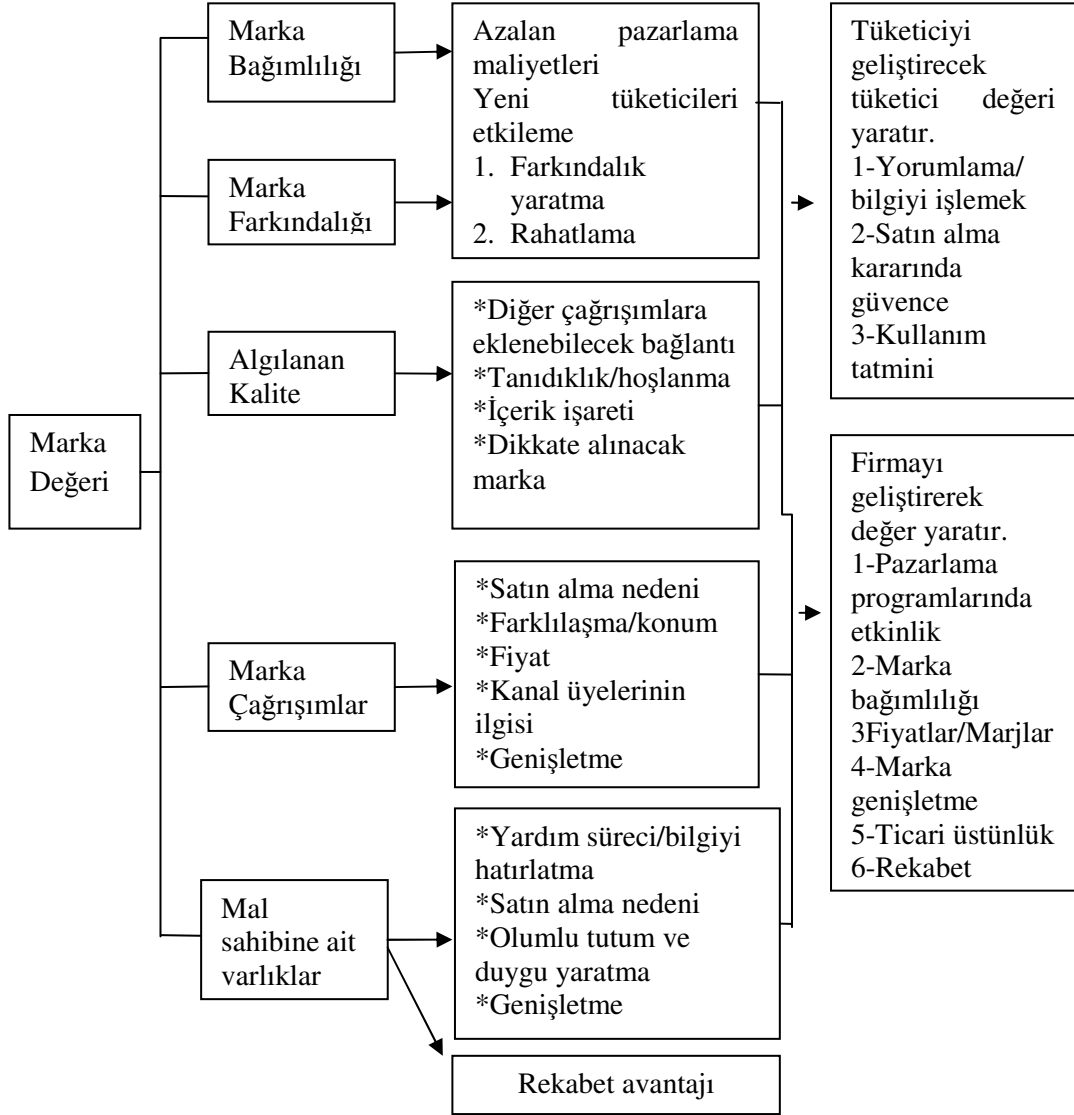 Marka
Bağımlılığı
Azalan pazarlama
maliyetleri
Yeni tüketicileri
etkileme
1. Farkındalık
yaratma
2. Rahatlama
Tüketiciyi
geliştirecek
tüketici değeri
yaratır.
1-Yorumlama/
bilgiyi işlemek
2-Satın alma
kararında
güvence
3-Kullanım
tatmini
Marka
Farkındalığı
Algılanan
Kalite
*Diğer çağrışımlara
eklenebilecek bağlantı
*Tanıdıklık/hoşlanma
*İçerik işareti
*Dikkate alınacak
marka
Marka
Değeri
Firmayı
geliştirerek
değer yaratır.
1-Pazarlama
programlarında
etkinlik
2-Marka
bağımlılığı
3Fiyatlar/Marjlar
4-Marka
genişletme
5-Ticari üstünlük
6-Rekabet
Marka
Çağrışımlar
*Satın alma nedeni
*Farklılaşma/konum
*Fiyat
*Kanal üyelerinin
ilgisi
*Genişletme
Mal
sahibine ait
varlıklar
*Yardım süreci/bilgiyi
hatırlatma
*Satın alma nedeni
*Olumlu tutum ve
duygu yaratma
*Genişletme
Rekabet avantajı